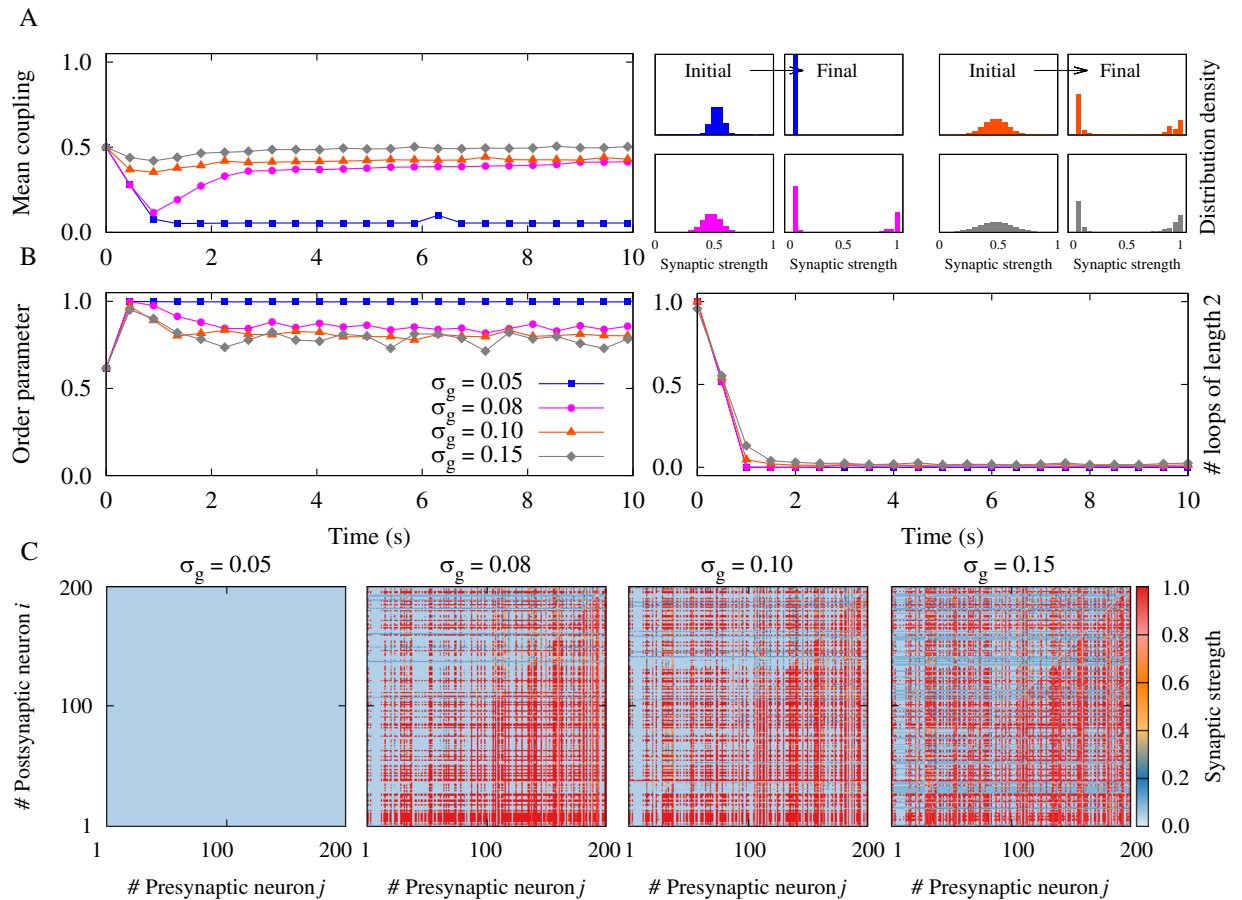 A
Mean coupling
1.0
0.5
0.0
0
2
4
6
8
10
Initial
Final
Initial
Final
Distribution density
0
0.5
1
0
0.5
1
0
0.5
1
0
0.5
1
Synaptic strength
Synaptic strength
Synaptic strength
Synaptic strength
B
Order parameter
1.0
0.5
0.0
σg = 0.05
σg = 0.08
σg = 0.10
σg = 0.15
0
2
4
6
8
10
Time (s)
1.0
0.5
0.0
# loops of length 2
0
2
4
6
8
10
Time (s)
C
σg = 0.05
σg = 0.08
σg = 0.10
σg = 0.15
# Postsynaptic neuron i
200
100
1
1
100
200
1
100
200
1
100
200
1
100
200
# Presynaptic neuron j
# Presynaptic neuron j
# Presynaptic neuron j
# Presynaptic neuron j
1.0
0.8
0.6
0.4
0.2
0.0
Synaptic strength